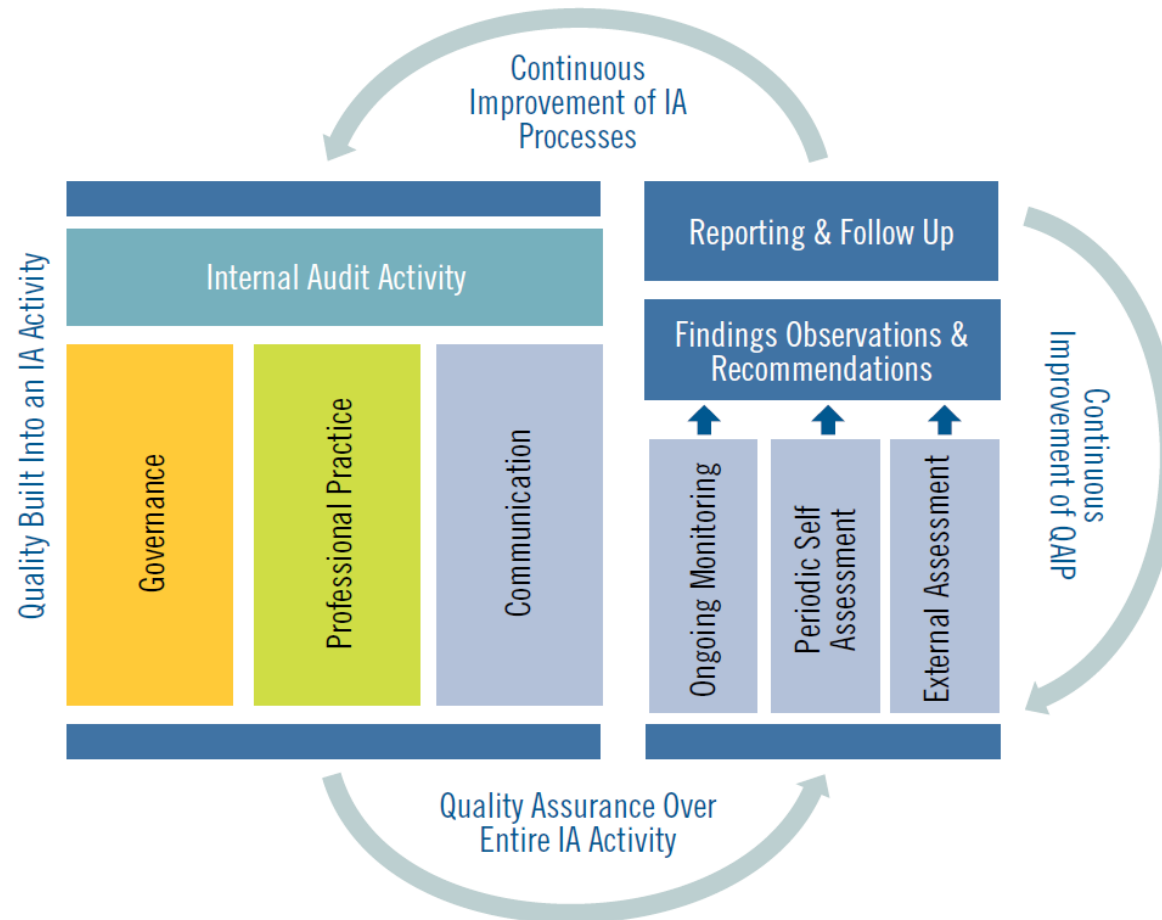 Continuous
Improvement of IA
Processes
Quality Built Into an IA Activity
Internal Audit Activity
Governance
Professional Practice
Communication
Reporting & Follow Up
Findings Observations &
Recommendations
Ongoing Monitoring
Periodic Self
Assessment
External Assessment
Continuous
Improvement of QAIP
Quality Assurance Over
Entire IA Activity